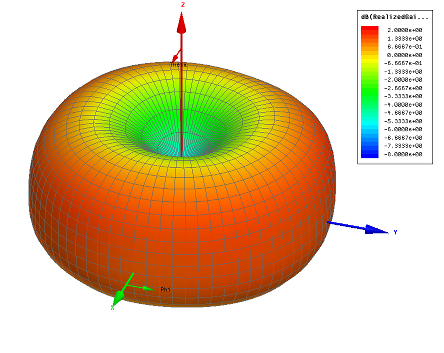 Z
Theta
dB(RealizedGai...
2.0000e+00
1.3333e+00
6.6667e-01
0.0000e+00
-6.6667e-01
-1.3333e+00
-2.0000e+00
-2.6667e+00
-3.3333e+00
-4.0000e+00
-4.6667e+00
-5.3333e+00
-6.0000e+00
-6.6667e+00
-7.3333e+00
-8.0000e+00
Y
Phi
X